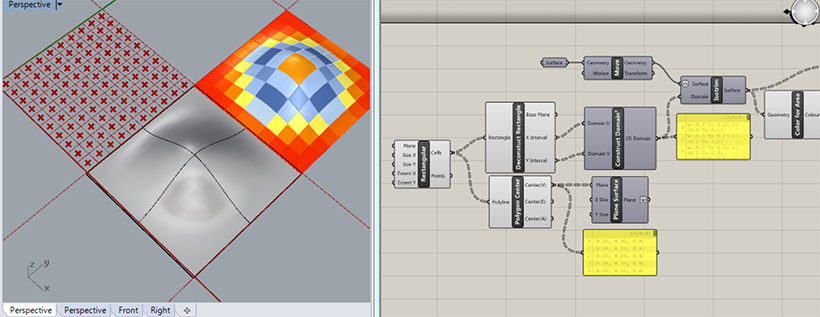 Perspective
z
y
x
Perspective
Perspective
Front
Right
Surface
Geometry
Motion
Move
Geometry
Transform
Surface
Domain
Isotrim
Surface
Geometry
Color for Area
Colour
Rectangle
Deconstruct Rectangle
Base Plane
X Interval
Y Interval
Domain U
Domain V
Construct Domain²
2D Domain
Plane
Size X
Size Y
Extent X
Extent Y
Rectangular
Cells
Points
Polyline
Polygon Center
Center(V)
Center(E)
Center(A)
Plane
X Size
Y Size
Plane Surface
Plane